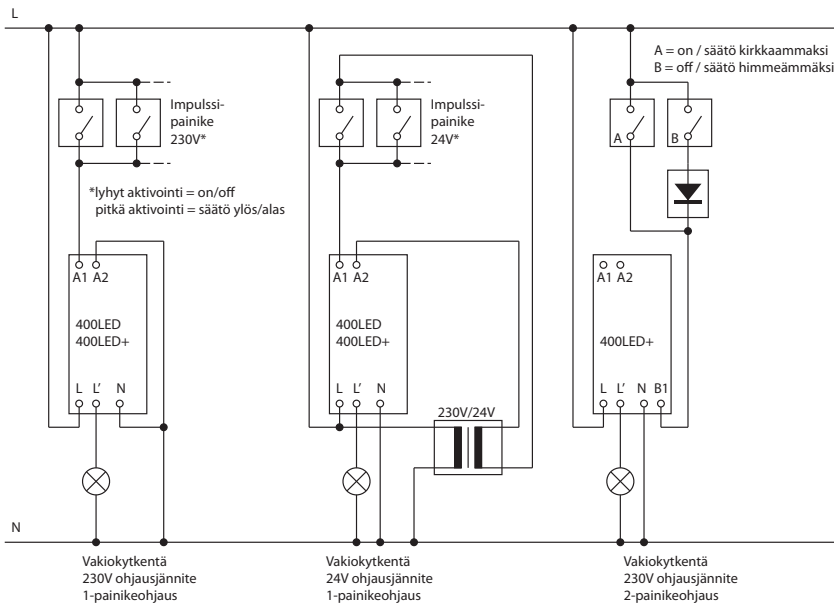 L
A = on / säätö kirkkaammaksi
B = off / säätö himmeämmäksi
Impulssi-
painike
230V*
Impulssi-
painike
24V*
A
B
*lyhyt aktivointi = on/off
pitkä aktivointi = säätö ylös/alas
A1 A2
400LED
400LED+
L L' N
A1 A2
400LED
400LED+
L L' N
230V/24V
A1 A2
400LED+
L L' N B1
N
Vakiokytkentä
230V ohjausjännite
1-painikeohjaus
Vakiokytkentä
24V ohjausjännite
1-painikeohjaus
Vakiokytkentä
230V ohjausjännite
2-painikeohjaus